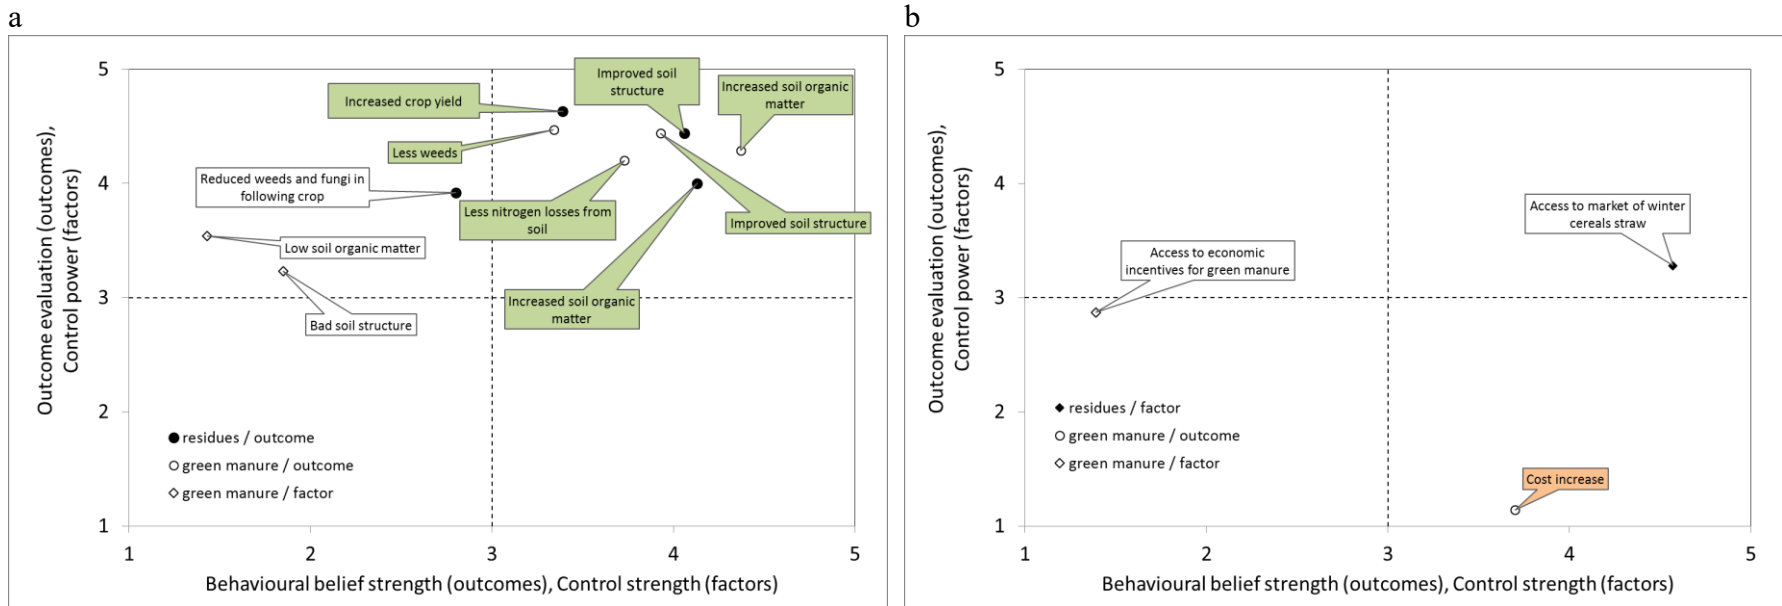 a
Outcome evaluation (outcomes),
Control power (factors)
5
4
3
2
1
Increased crop yield
Improved soil
structure
Increased soil organic
matter
Less weeds
Reduced weeds and fungi in
following crop
Less nitrogen losses from
soil
Improved soil structure
Low soil organic matter
Bad soil structure
Increased soil organic
matter
residues / outcome
green manure / outcome
green manure / factor
1 2 3 4 5
Behavioural belief strength (outcomes), Control strength (factors)
b
Outcome evaluation (outcomes),
Control power (factors)
5
4
3
2
1
Access to market of winter
cereals straw
Access to economic
incentives for green manure
residues / factor
green manure / outcome
green manure / factor
Cost increase
1 2 3 4 5
Behavioural belief strength (outcomes), Control strength (factors)